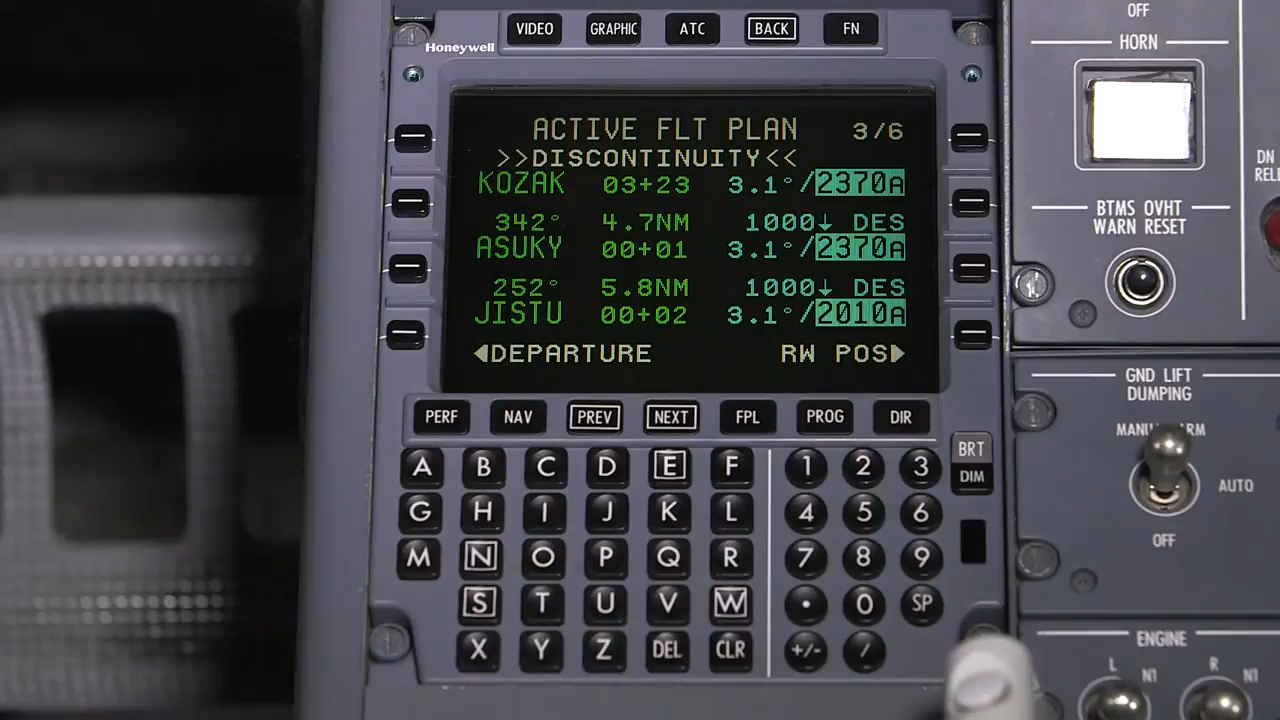 VIDEO GRAPHIC ATC BACK FN
Honeywell
ACTIVE FLT PLAN 3/6
>>DISCONTINUITY<<
KOZAK 03+23 3.1°/2370A
342° 4.7NM 1000↓ DES
ASUKY 00+01 3.1°/2370A
252° 5.8NM 1000↓ DES
JISTU 00+02 3.1°/2010A
◀DEPARTURE RW POS▶
PERF NAV PREV NEXT FPL PROG DIR
BRT
DIM
A B C D E F 1 2 3
G H I J K L 4 5 6
M N O P Q R 7 8 9
S T U V W • 0 SP
X Y Z DEL CLR +/- /
OFF
HORN
DN
BTMS OVHT
WARN RESET
GND LIFT
DUMPING
AUTO
OFF
ENGINE
L N1 R N1